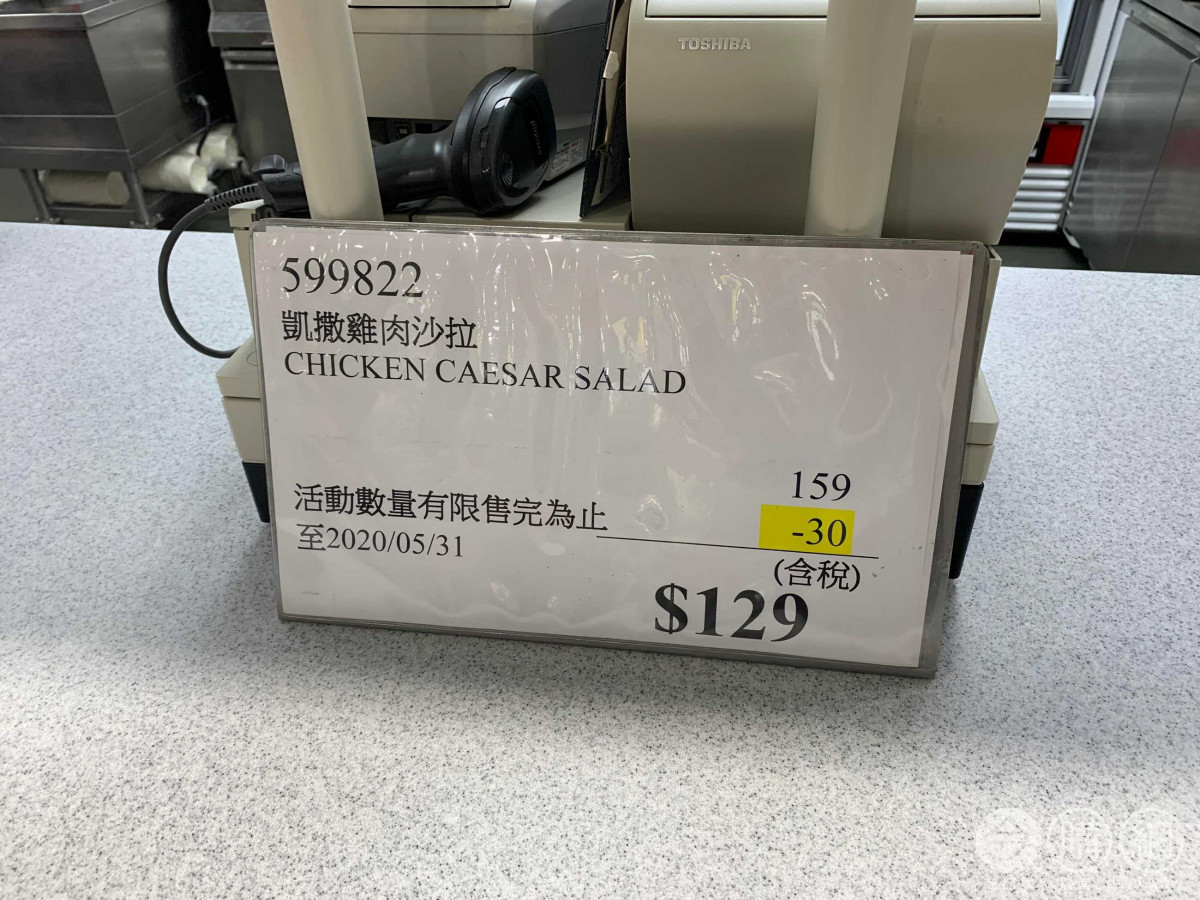 TOSHIBA
599822
凱撒雞肉沙拉
CHICKEN CAESAR SALAD
159
活動數量有限售完為止
-30
至2020/05/31
(含稅)
$129